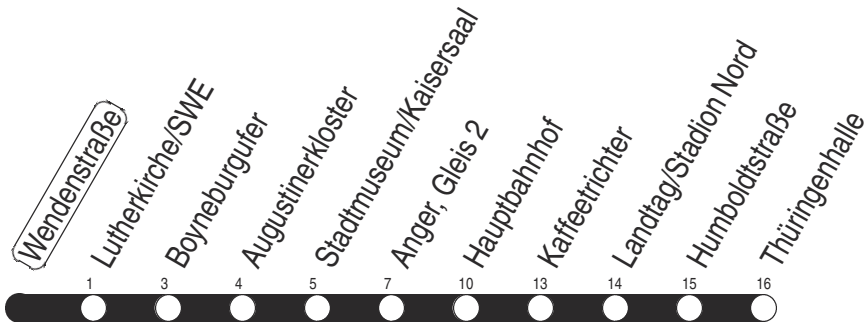 Wendenstraße
Lutherkirche/SWE
Boyneburgufer
Augustinerkloster
Stadtmuseum/Kaisersaal
Anger, Gleis 2
Hauptbahnhof
Kaffeetrichter
Landtag/Stadion Nord
Humboldtstraße
Thüringenhalle
1 3 4 5 7 10 13 14 15 16